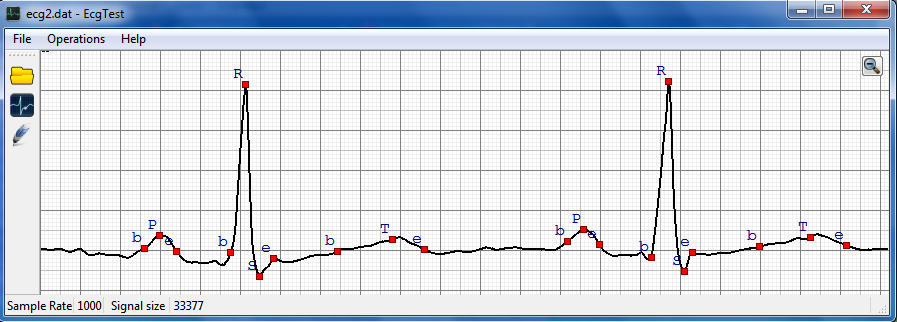 ecg2.dat - EcgTest
File Operations Help
R R
b P e b S e b T e b P e b S e b T e
Sample Rate 1000 Signal size 33377